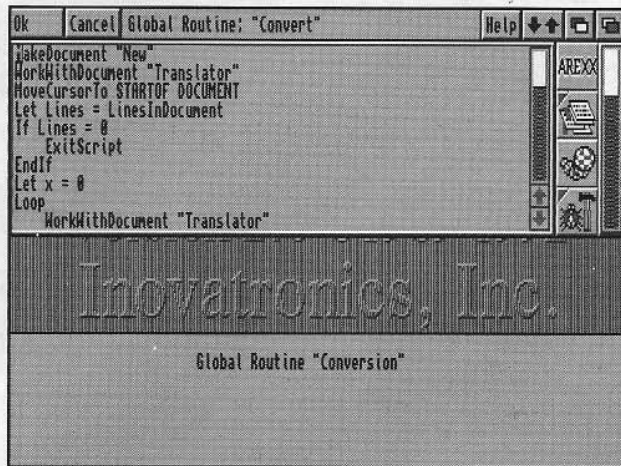 Ok Cancel Global Routine: "Convert" Help
MakeDocument "New"
WorkWithDocument "Translator"
MoveCursorTo STARTOF DOCUMENT
Let Lines = LinesInDocument
If Lines = 0
    ExitScript
EndIf
Let x = 0
Loop
    WorkWithDocument "Translator"
AREXX
Inovatronics, Inc.
Global Routine "Conversion"